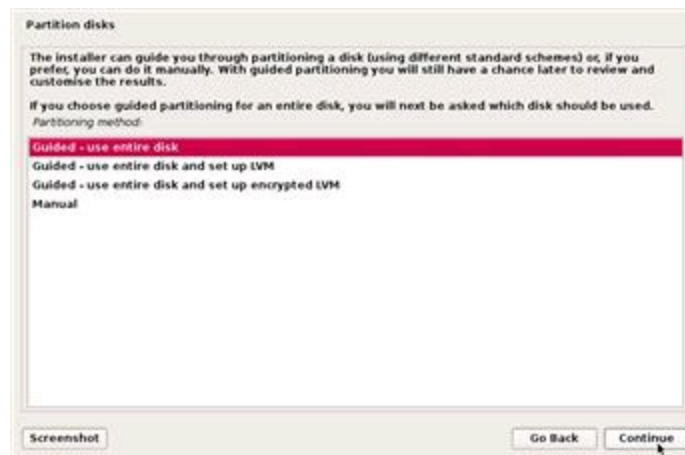 Partition disks
The installer can guide you through partitioning a disk (using different standard schemes) or, if you
prefer, you can do it manually. With guided partitioning you will still have a chance later to review and
customise the results.
If you choose guided partitioning for an entire disk, you will next be asked which disk should be used.
Partitioning method:
Guided - use entire disk
Guided - use entire disk and set up LVM
Guided - use entire disk and set up encrypted LVM
Manual
Screenshot
Go Back
Continue